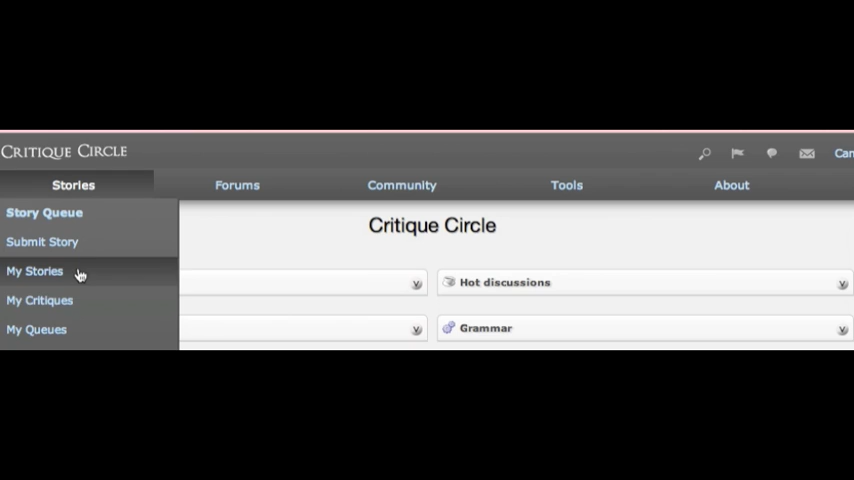 CRITIQUE CIRCLE
Stories Forums Community Tools About
Story Queue
Critique Circle
Submit Story
My Stories
Hot discussions
My Critiques
My Queues
Grammar